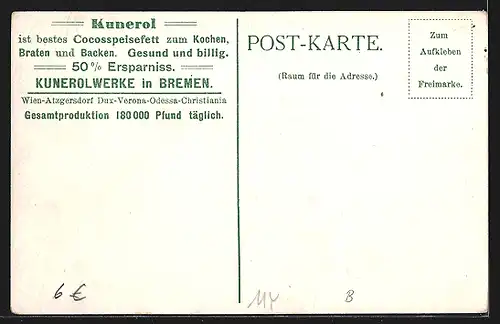 Kunerol
ist bestes Cocosspeisefett zum Kochen,
Braten und Backen. Gesund und billig.
50% Ersparniss.
KUNEROLWERKE in BREMEN.
Wien-Atzgersdorf Dux-Verona-Odessa-Christiania
Gesamtproduktion 180000 Pfund täglich.
POST-KARTE.
(Raum für die Adresse.)
Zum
Aufkleben
der
Freimarke.
6 €
B